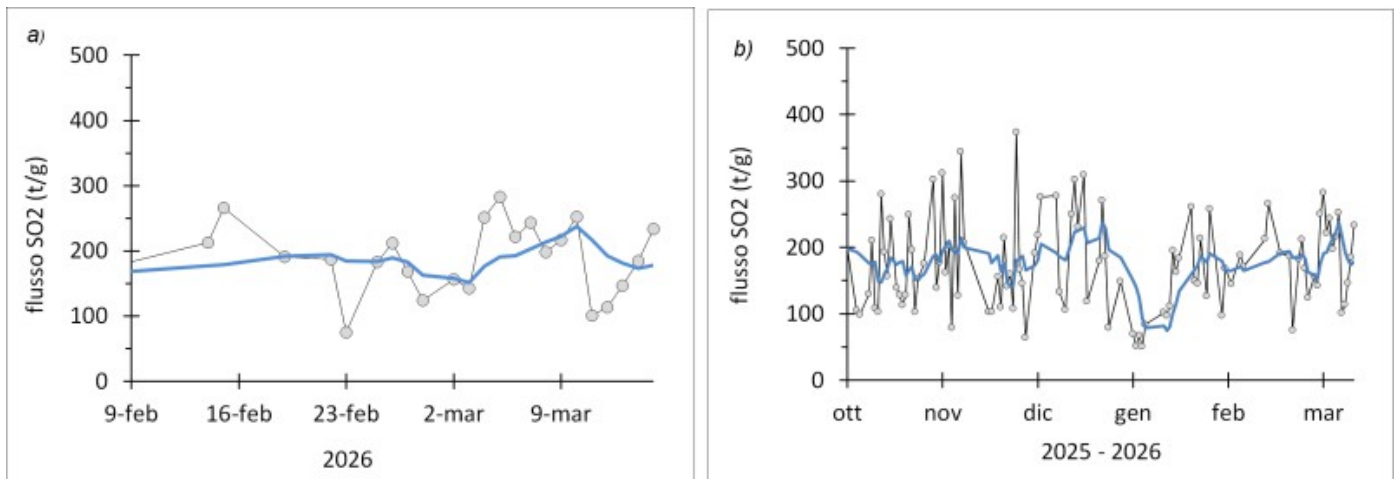 a)
500
400
300
200
100
0
flusso SO2 (t/g)
9-feb 16-feb 23-feb 2-mar 9-mar
2026
b)
500
400
300
200
100
0
flusso SO2 (t/g)
ott nov dic gen feb mar
2025 - 2026